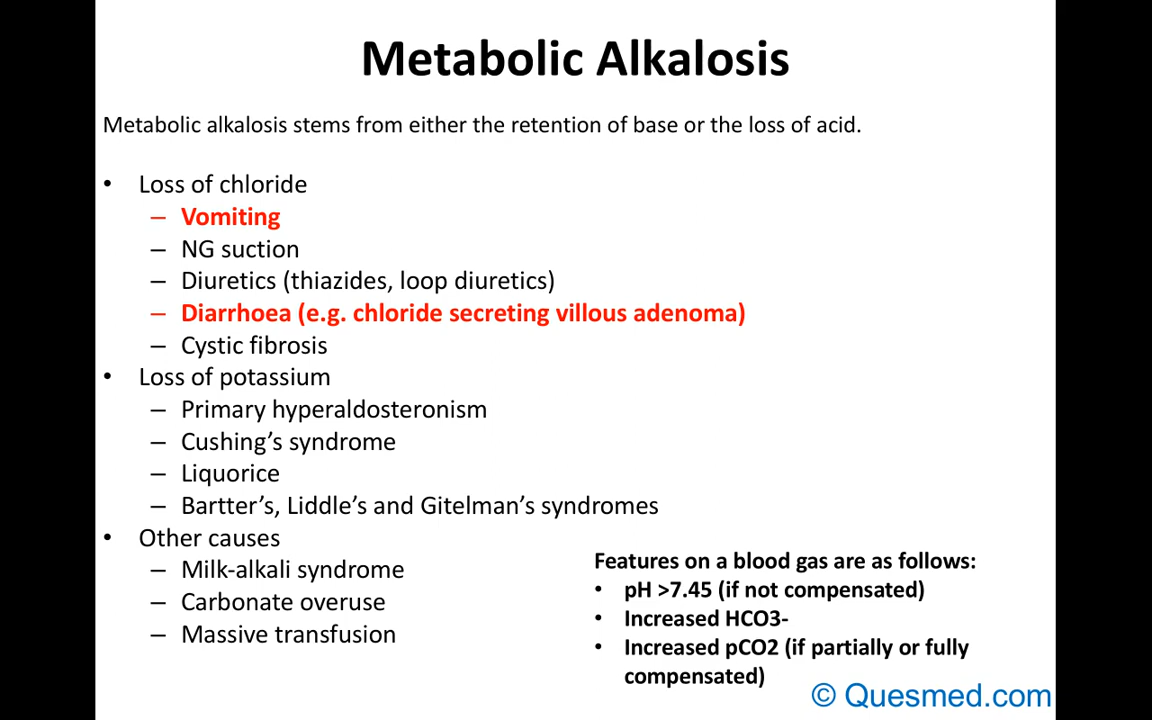 Metabolic Alkalosis
Metabolic alkalosis stems from either the retention of base or the loss of acid.
• Loss of chloride
– Vomiting
– NG suction
– Diuretics (thiazides, loop diuretics)
– Diarrhoea (e.g. chloride secreting villous adenoma)
– Cystic fibrosis
• Loss of potassium
– Primary hyperaldosteronism
– Cushing’s syndrome
– Liquorice
– Bartter’s, Liddle’s and Gitelman’s syndromes
• Other causes
– Milk-alkali syndrome
– Carbonate overuse
– Massive transfusion
Features on a blood gas are as follows:
• pH >7.45 (if not compensated)
• Increased HCO3-
• Increased pCO2 (if partially or fully
compensated)
© Quesmed.com